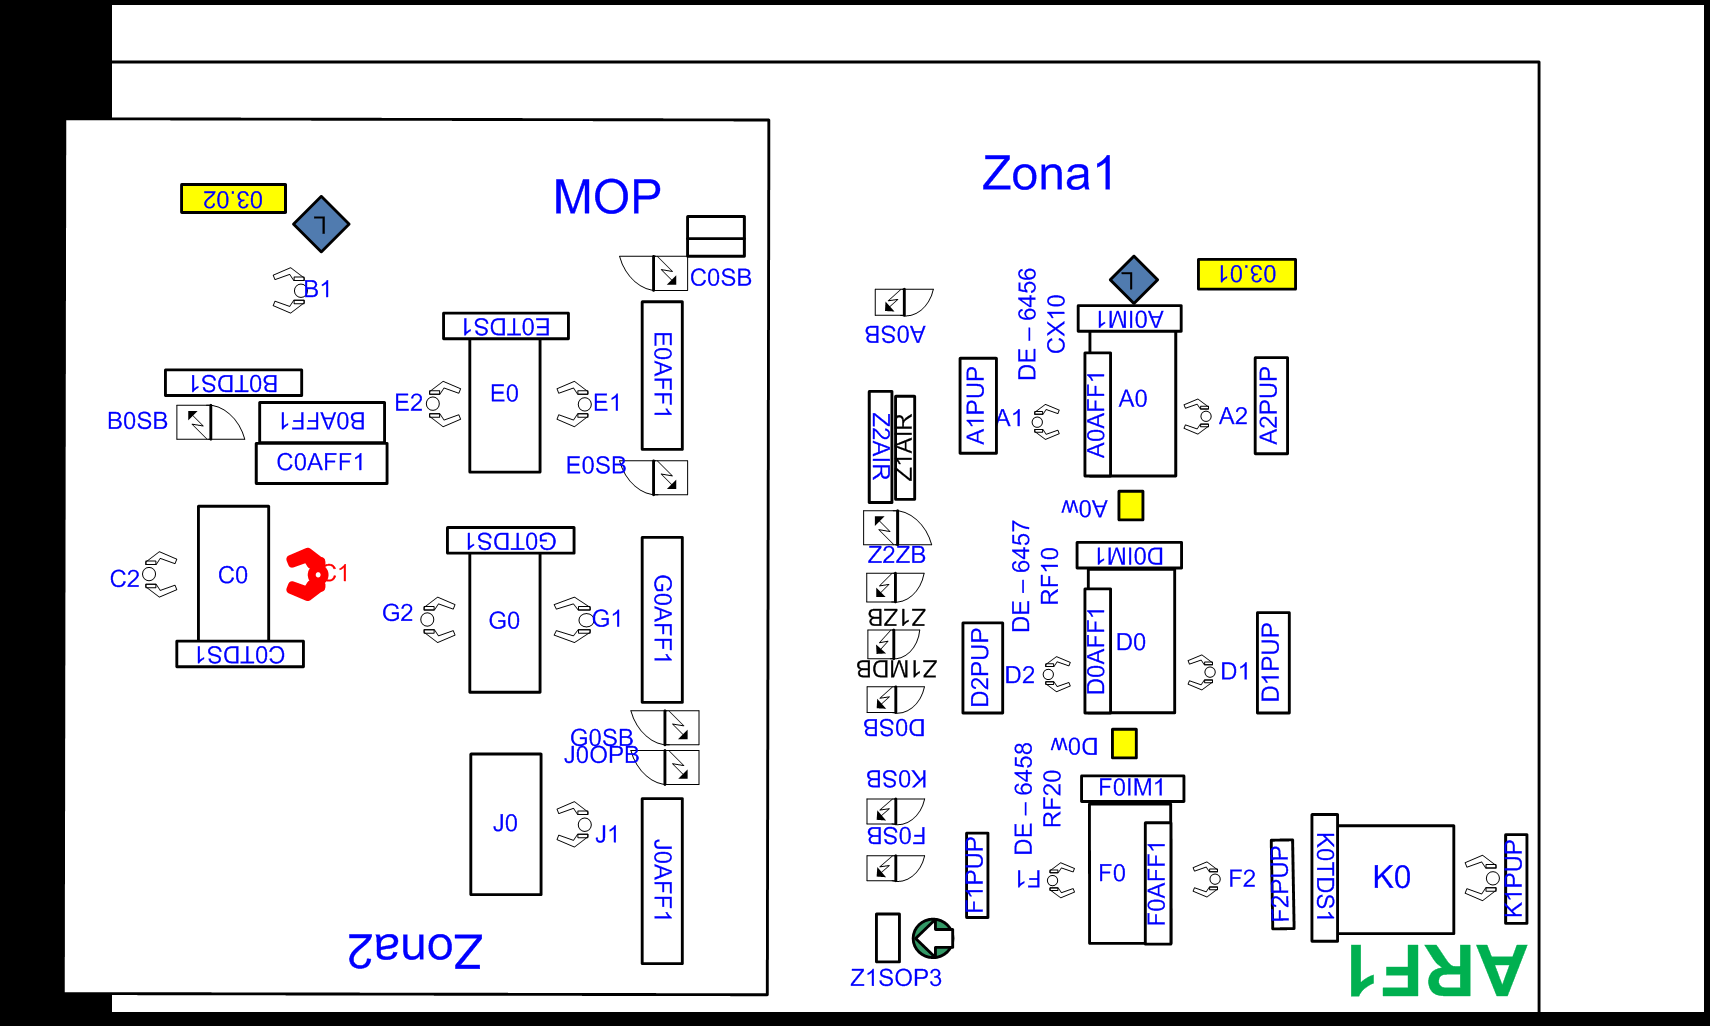 Zona1
MOP
03.02
L
B1
C0SB
E0TDS1
E0AFF1
B0TDS1
B0SB
B0AFF1
C0AFF1
E2
E0
E1
E0SB
C2
C0
C1
C0TDS1
G0TDS1
G0AFF1
G2
G0
G1
G0SB
J0OPB
J0
J1
J0AFF1
Zona2
A0SB
DE – 6456
CX10
L
03.01
A0IM1
A1PUP
A1
A0AFF1
A0
A2
A2PUP
Z2AIR
Z1AIR
A0w
Z2ZB
Z1ZB
Z1MDB
D0SB
DE – 6457
RF10
D0IM1
D2PUP
D2
D0AFF1
D0
D1
D1PUP
D0w
K0SB
F0SB
DE – 6458
RF20
F0IM1
F1PUP
F1
F0
F0AFF1
F2
F2PUP
K0TDS1
K0
K1PUP
Z1SOP3
ARF1